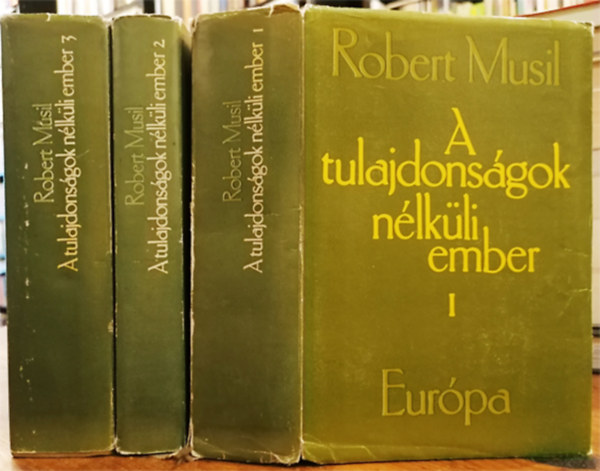 Robert Musil
A tulajdonságok nélküli ember 3
Robert Musil
A tulajdonságok nélküli ember 2
Robert Musil
A tulajdonságok nélküli ember 1
Robert Musil
A
tulajdonságok
nélküli
ember
I
Európa